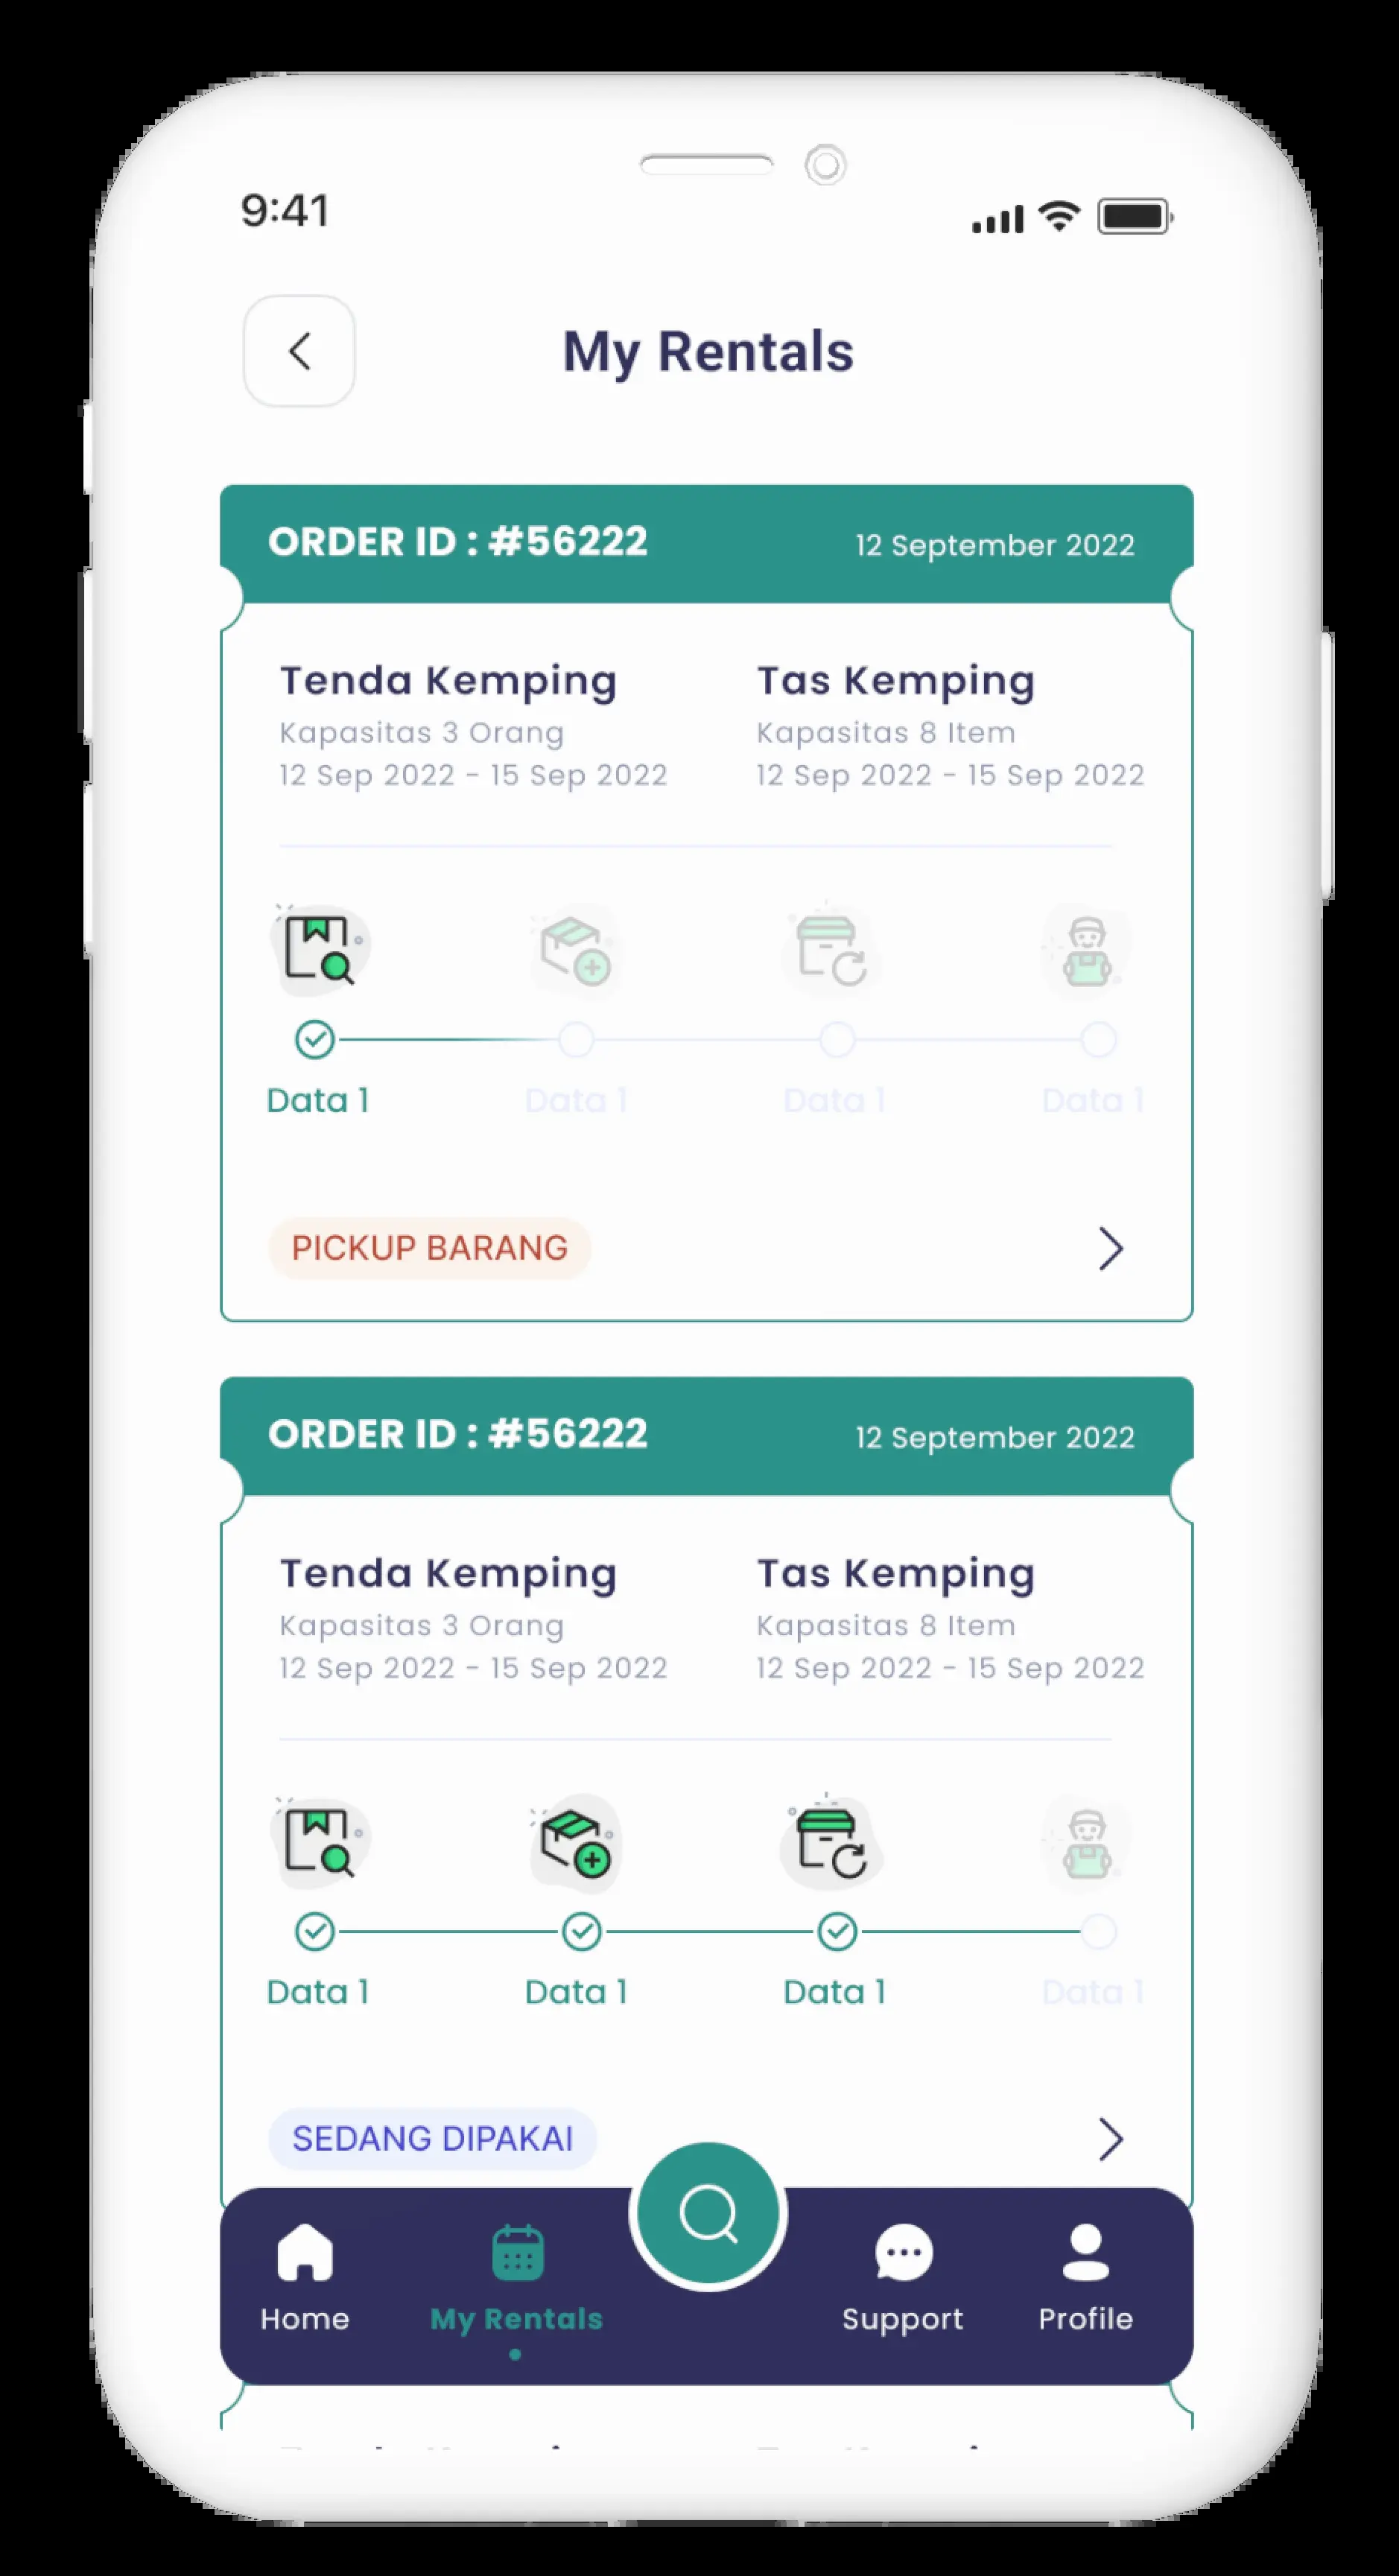 9:41
My Rentals
ORDER ID : #56222
12 September 2022
Tenda Kemping
Tas Kemping
Kapasitas 3 Orang
Kapasitas 8 Item
12 Sep 2022 - 15 Sep 2022
12 Sep 2022 - 15 Sep 2022
Data 1
Data 1
Data 1
Data 1
PICKUP BARANG
ORDER ID : #56222
12 September 2022
Tenda Kemping
Tas Kemping
Kapasitas 3 Orang
Kapasitas 8 Item
12 Sep 2022 - 15 Sep 2022
12 Sep 2022 - 15 Sep 2022
Data 1
Data 1
Data 1
Data 1
SEDANG DIPAKAI
Home
My Rentals
Support
Profile